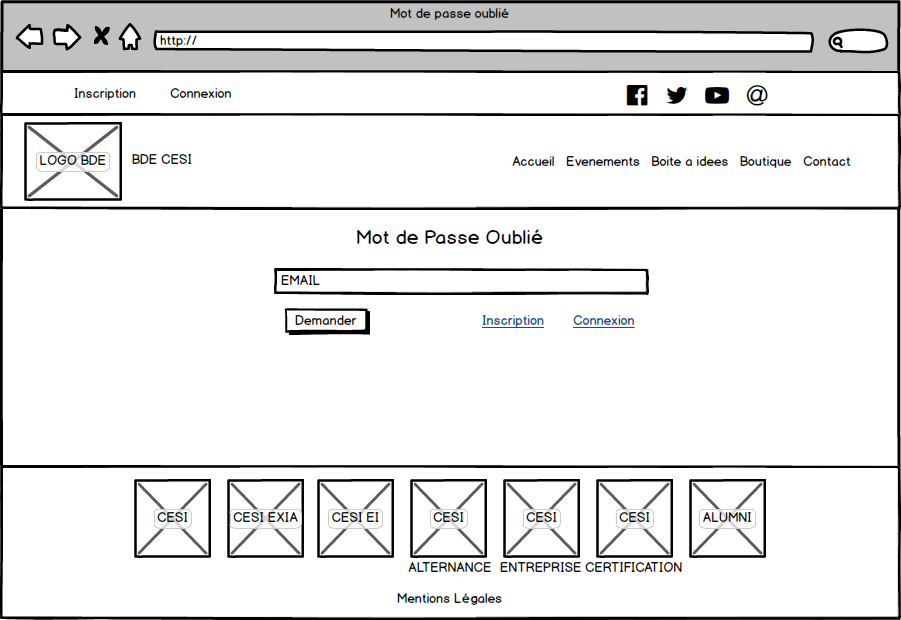 Mot de passe oublié
http://
Inscription Connexion
@
LOGO BDE BDE CESI Accueil Evenements Boite a idees Boutique Contact
Mot de Passe Oublié
EMAIL
Demander Inscription Connexion
CESI CESI EXIA CESI EI CESI CESI CESI ALUMNI
ALTERNANCE ENTREPRISE CERTIFICATION
Mentions Légales